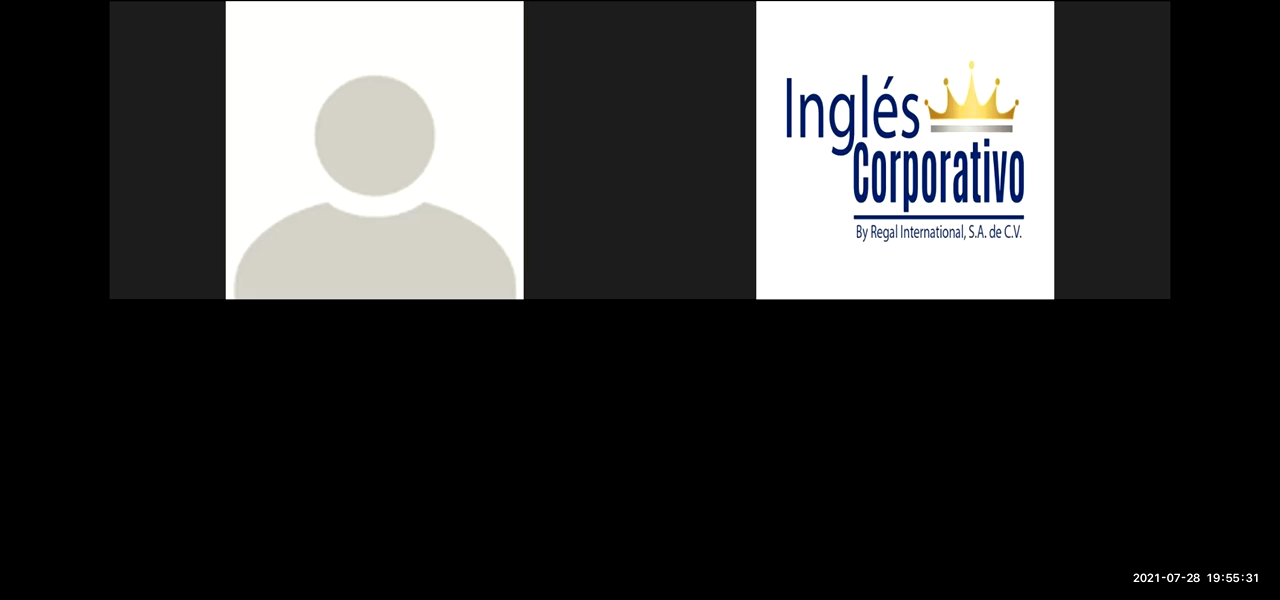 Inglés
Corporativo
By Regal International, S.A. de C.V.
2021-07-28 19:55:31